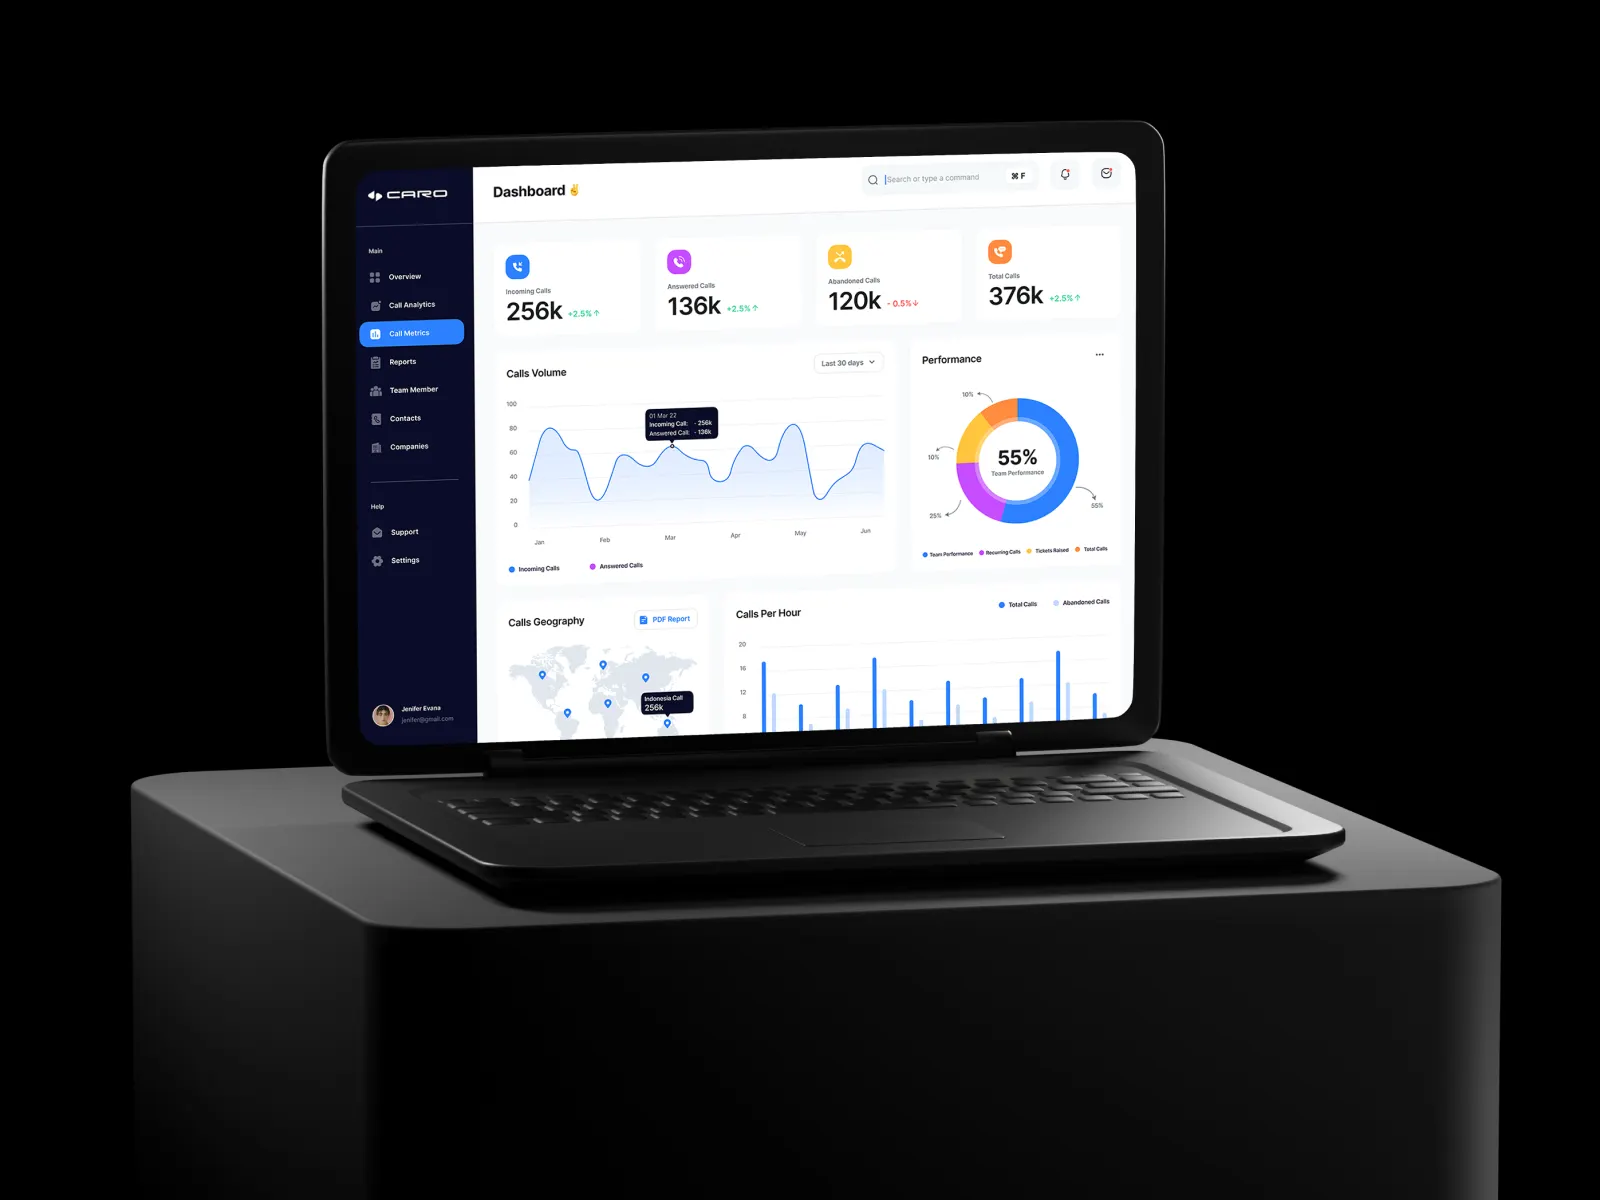 CARO
Main
Overview
Call Analytics
Call Metrics
Reports
Team Member
Contacts
Companies
Help
Support
Settings
Jenifer Evana
jenifer@gmail.com
Dashboard ✌️
Search or type a command
⌘ F
Incoming Calls
256k +2.5% ↑
Answered Calls
136k +2.5% ↑
Abandoned Calls
120k - 0.5% ↓
Total Calls
376k +2.5% ↑
Calls Volume
Last 30 days
100
80
60
40
20
0
01 Mar 22
Incoming Call: - 256k
Answered Call: - 136k
Jan Feb Mar Apr May Jun
Incoming Calls Answered Calls
Performance
10%
10%
25%
55%
55%
Team Performance
Team Performance Recurring Calls Tickets Raised Total Calls
Calls Geography
PDF Report
Indonesia Call
256k
Calls Per Hour
Total Calls Abandoned Calls
20
16
12
8